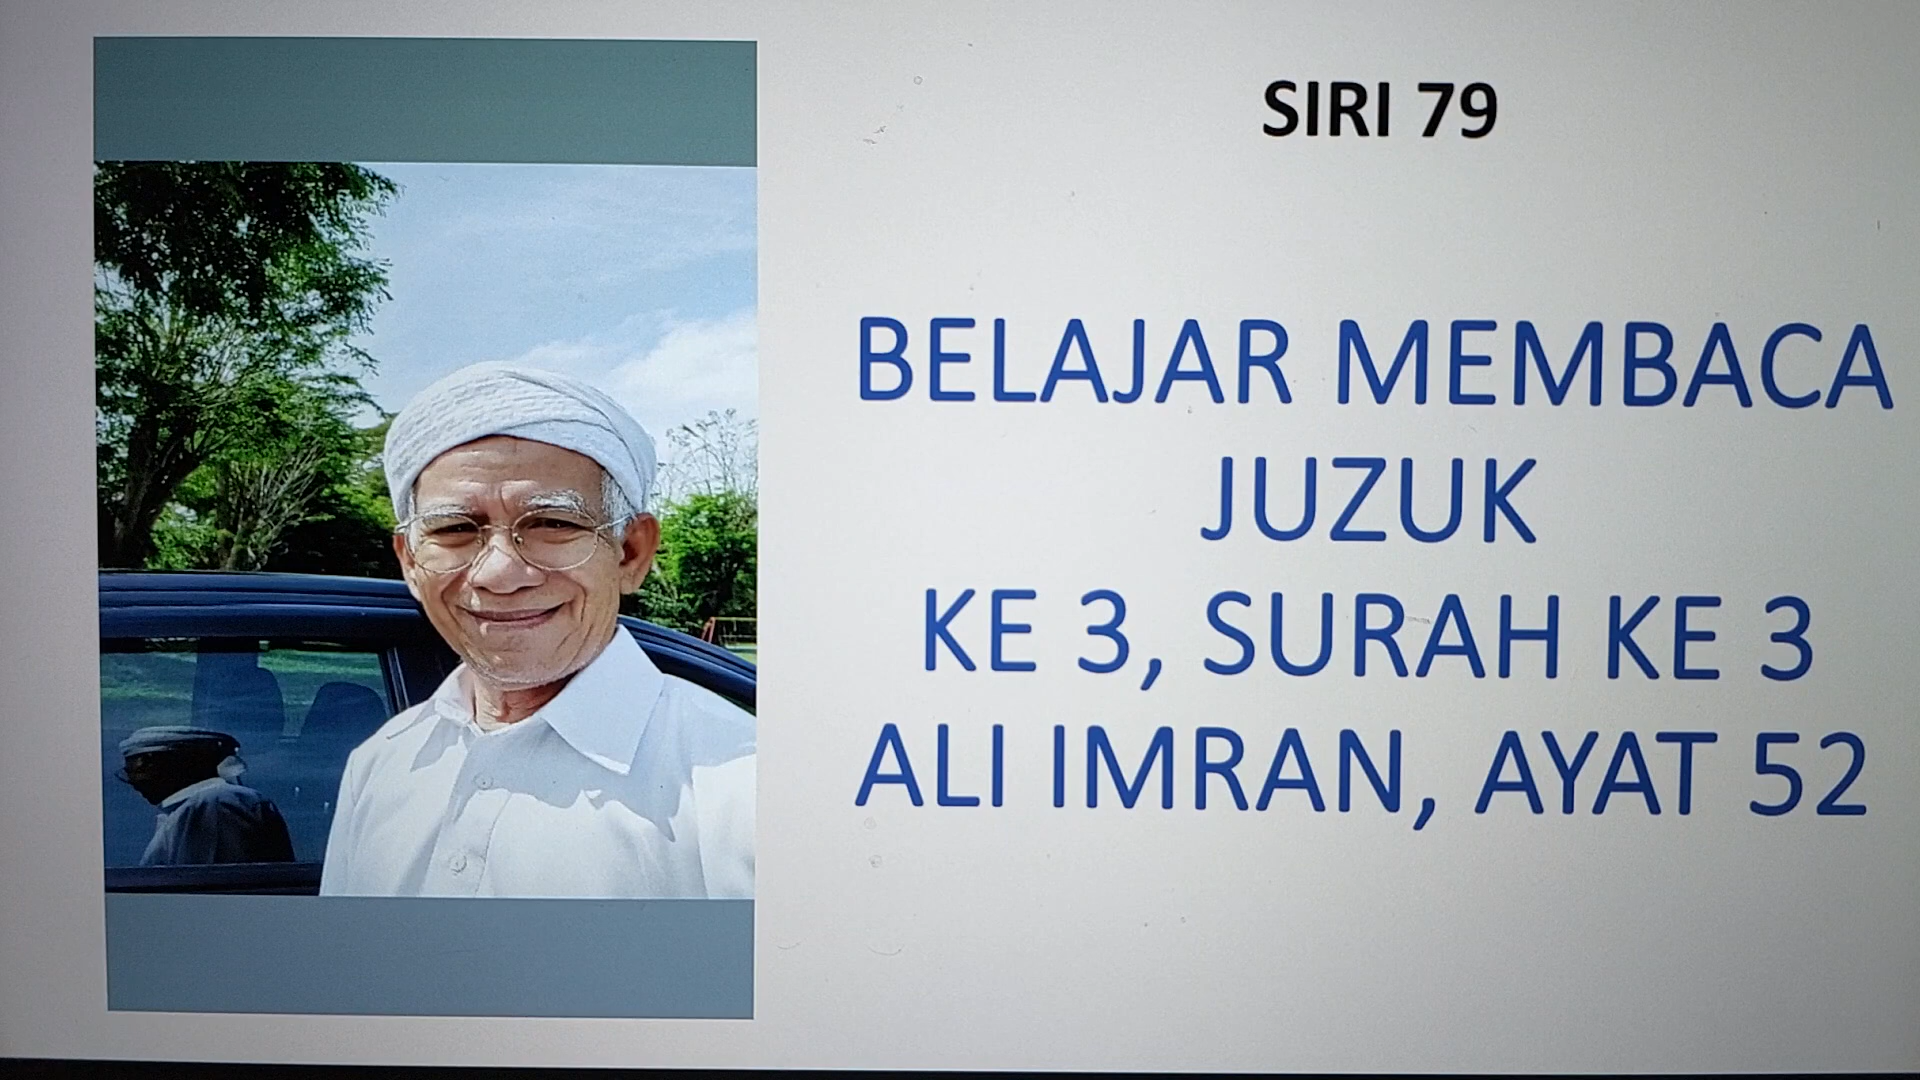 SIRI 79
BELAJAR MEMBACA
JUZUK
KE 3, SURAH KE 3
ALI IMRAN, AYAT 52